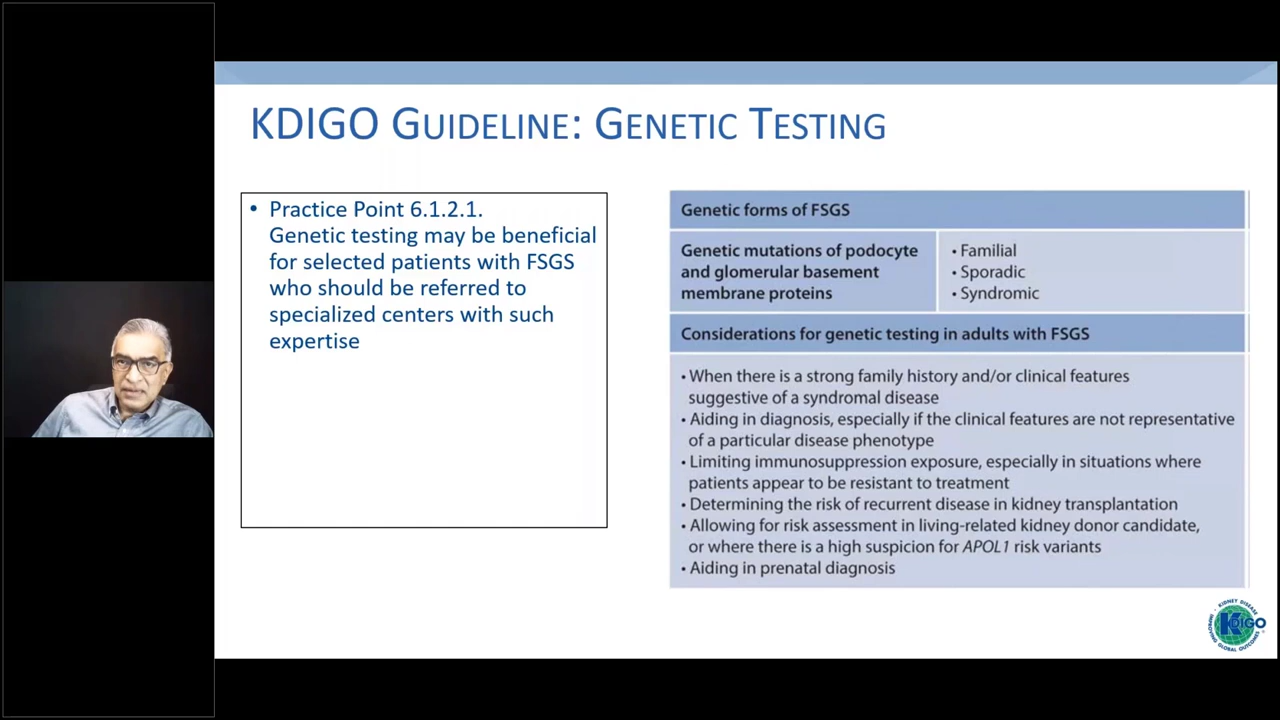 KDIGO GUIDELINE: GENETIC TESTING
• Practice Point 6.1.2.1.
Genetic testing may be beneficial
for selected patients with FSGS
who should be referred to
specialized centers with such
expertise
Genetic forms of FSGS
Genetic mutations of podocyte
and glomerular basement
membrane proteins
• Familial
• Sporadic
• Syndromic
Considerations for genetic testing in adults with FSGS
• When there is a strong family history and/or clinical features
suggestive of a syndromal disease
• Aiding in diagnosis, especially if the clinical features are not representative
of a particular disease phenotype
• Limiting immunosuppression exposure, especially in situations where
patients appear to be resistant to treatment
• Determining the risk of recurrent disease in kidney transplantation
• Allowing for risk assessment in living-related kidney donor candidate,
or where there is a high suspicion for APOL1 risk variants
• Aiding in prenatal diagnosis
KIDNEY DISEASE
KDIGO
IMPROVING GLOBAL OUTCOMES